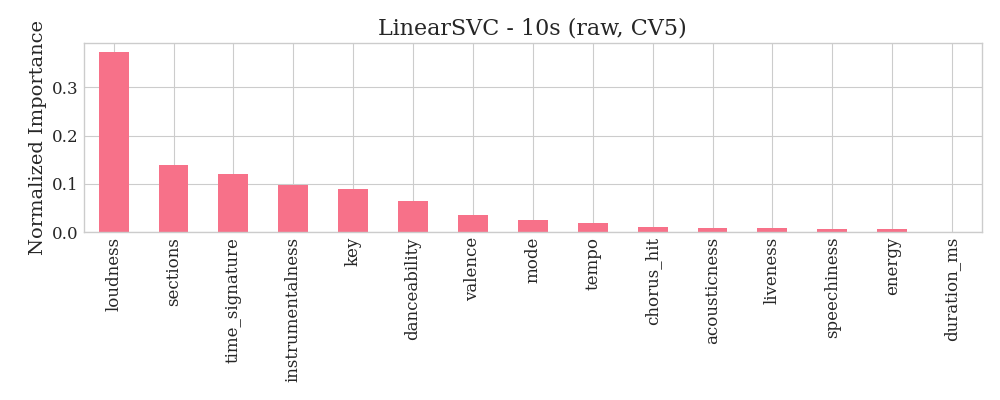 LinearSVC - 10s (raw, CV5)
Normalized Importance
0.3
0.2
0.1
0.0
loudness
sections
time_signature
instrumentalness
key
danceability
valence
mode
tempo
chorus_hit
acousticness
liveness
speechiness
energy
duration_ms